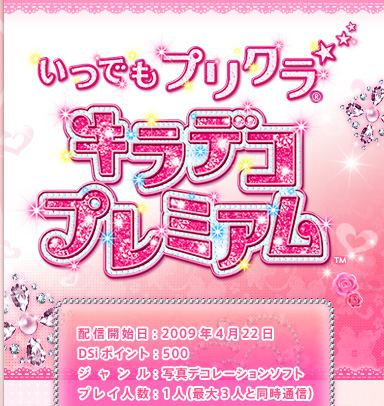 いつでもプリクラ®
キラデコ
プレミアム™
配信開始日：2009年4月22日
DSiポイント：500
ジャンル：写真デコレーションソフト
プレイ人数：1人(最大3人と同時通信)